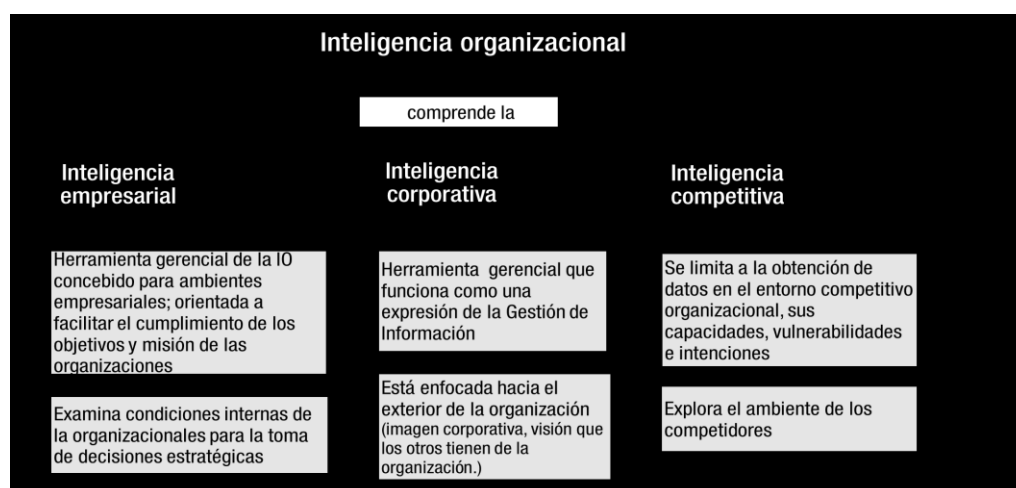 Inteligencia organizacional
comprende la
Inteligencia
empresarial
Inteligencia
corporativa
Inteligencia
competitiva
Herramienta gerencial de la IO
concebido para ambientes
empresariales; orientada a
facilitar el cumplimiento de los
objetivos y misión de las
organizaciones
Herramienta gerencial que
funciona como una
expresión de la Gestión de
Información
Se limita a la obtención de
datos en el entorno competitivo
organizacional, sus
capacidades, vulnerabilidades
e intenciones
Examina condiciones internas de
la organizacionales para la toma
de decisiones estratégicas
Está enfocada hacia el
exterior de la organización
(imagen corporativa, visión que
los otros tienen de la
organización.)
Explora el ambiente de los
competidores